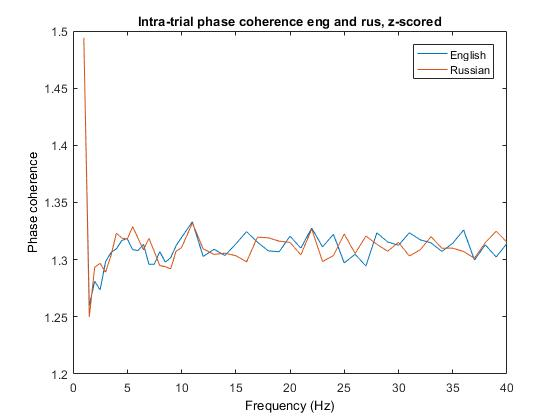 Intra-trial phase coherence eng and rus, z-scored
English
Russian
Phase coherence
1.5
1.45
1.4
1.35
1.3
1.25
1.2
0 5 10 15 20 25 30 35 40
Frequency (Hz)